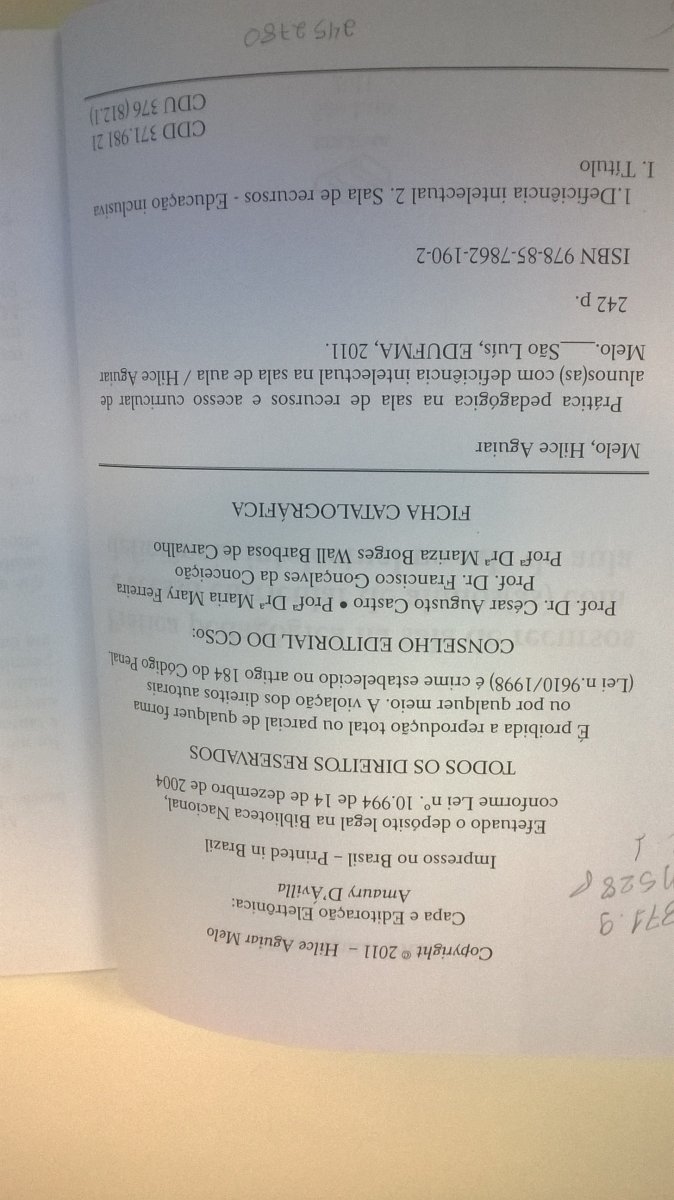 371.9
M528p
1
Copyright © 2011 – Hilce Aguiar Melo
Capa e Editoração Eletrônica:
Amaury D'Ávilla
Impresso no Brasil – Printed in Brazil
Efetuado o depósito legal na Biblioteca Nacional,
conforme Lei nº. 10.994 de 14 de dezembro de 2004
TODOS OS DIREITOS RESERVADOS
É proibida a reprodução total ou parcial de qualquer forma
ou por qualquer meio. A violação dos direitos autorais
(Lei n.9610/1998) é crime estabelecido no artigo 184 do Código Penal.
CONSELHO EDITORIAL DO CCSo:
Prof. Dr. César Augusto Castro • Profª Drª Maria Mary Ferreira
Prof. Dr. Francisco Gonçalves da Conceição
Profª Drª Mariza Borges Wall Barbosa de Carvalho
FICHA CATALOGRÁFICA
Melo, Hilce Aguiar
Prática pedagógica na sala de recursos e acesso curricular de
alunos(as) com deficiência intelectual na sala de aula / Hilce Aguiar
Melo.____São Luís, EDUFMA, 2011.
242 p.
ISBN 978-85-7862-190-2
1.Deficiência intelectual 2. Sala de recursos - Educação inclusiva
I. Título
CDD 371.981 21
CDU 376 (812.1)
2452780